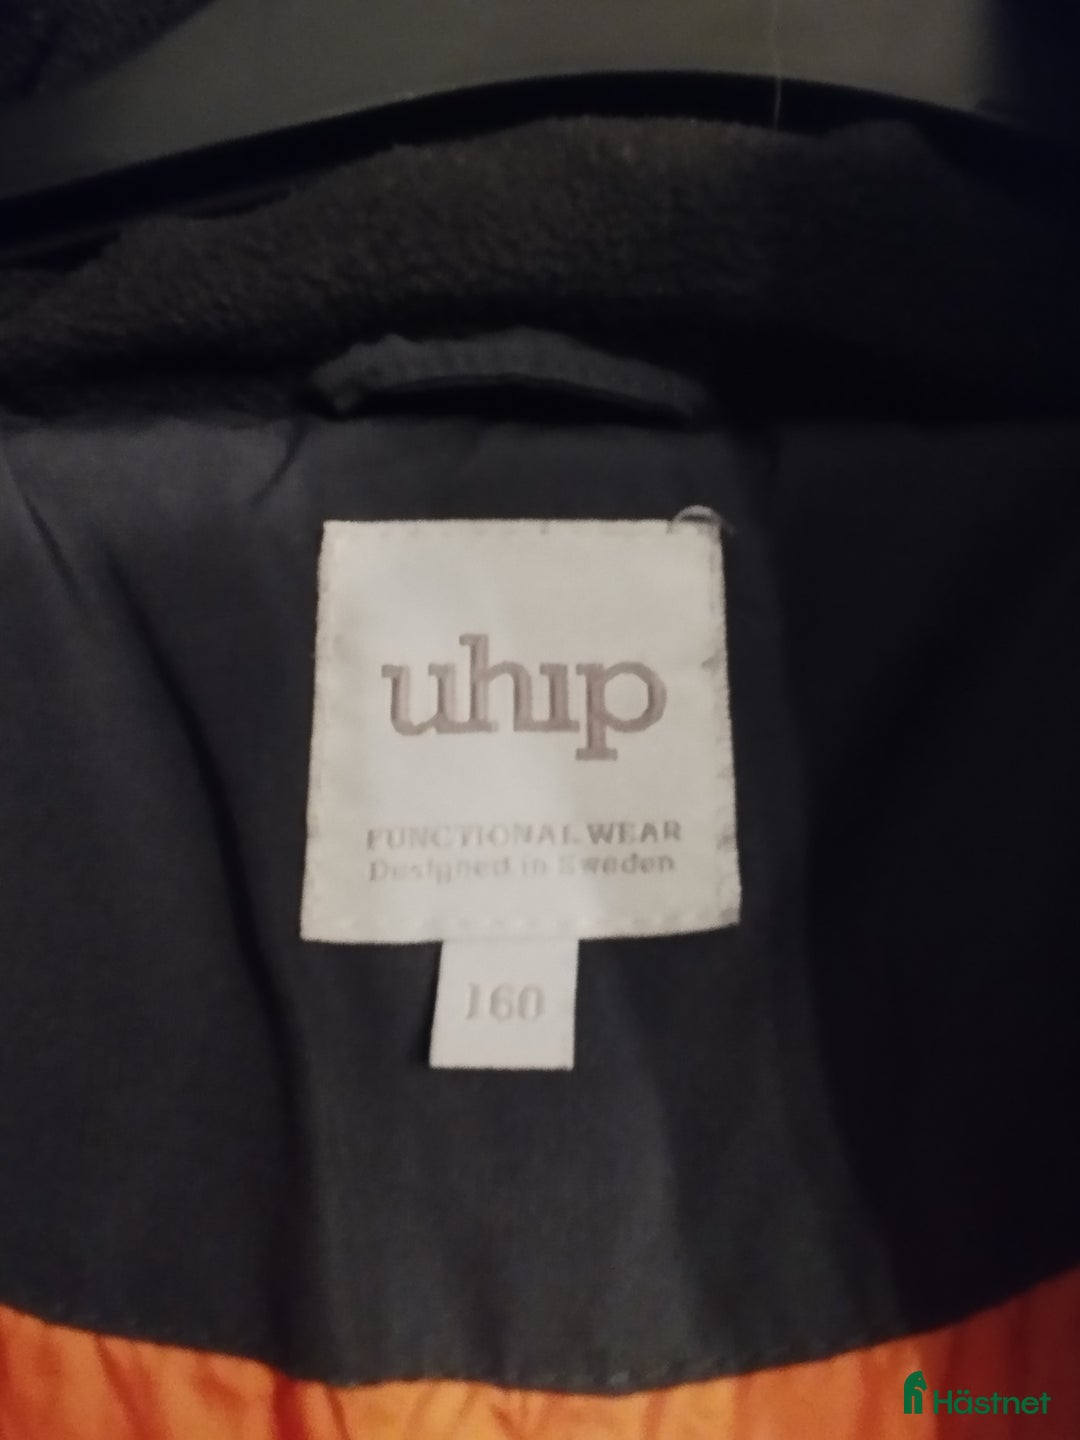 uhip
FUNCTIONAL WEAR
Designed in Sweden
160
Hästnet